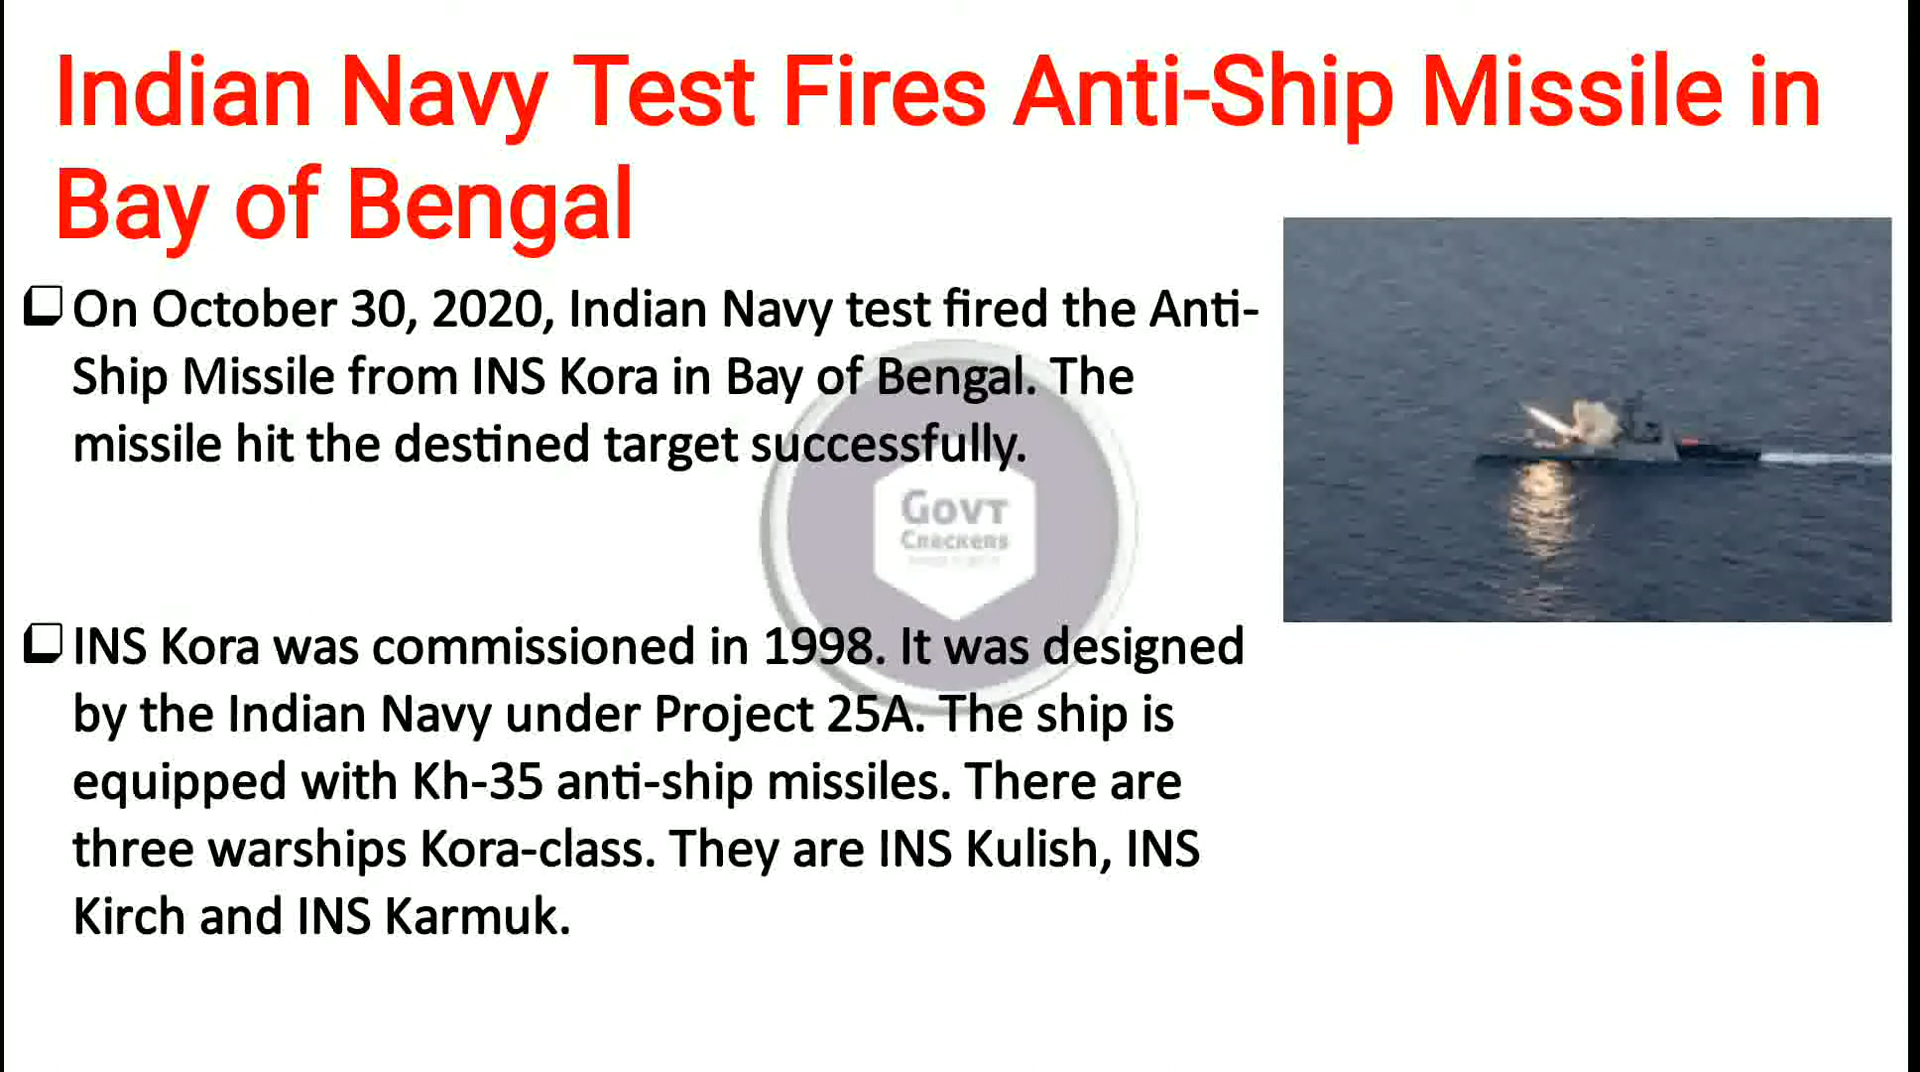 Indian Navy Test Fires Anti-Ship Missile in
Bay of Bengal
On October 30, 2020, Indian Navy test fired the Anti-
Ship Missile from INS Kora in Bay of Bengal. The
missile hit the destined target successfully.
GOVT
CRACKERS
INS Kora was commissioned in 1998. It was designed
by the Indian Navy under Project 25A. The ship is
equipped with Kh-35 anti-ship missiles. There are
three warships Kora-class. They are INS Kulish, INS
Kirch and INS Karmuk.